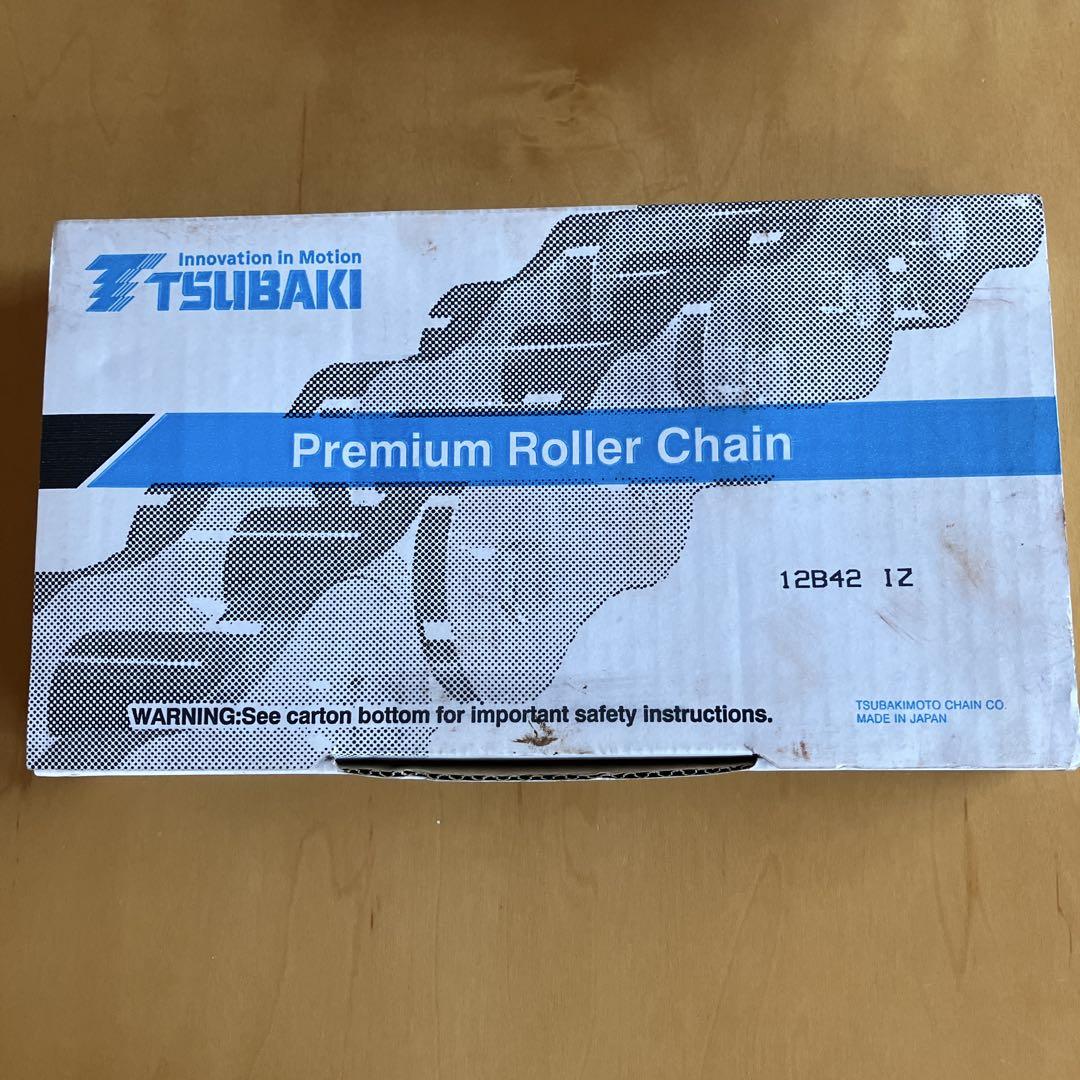 Innovation in Motion
TSUBAKI
Premium Roller Chain
12B42 IZ
WARNING:See carton bottom for important safety instructions.
TSUBAKIMOTO CHAIN CO.
MADE IN JAPAN